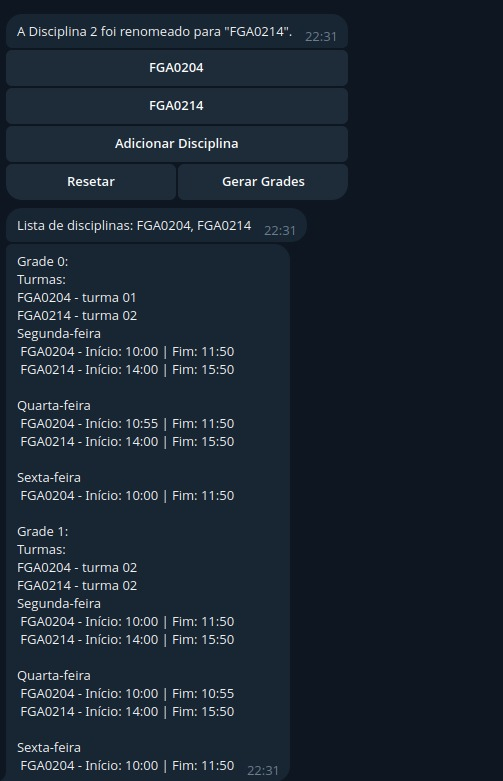 A Disciplina 2 foi renomeado para "FGA0214". 22:31
FGA0204
FGA0214
Adicionar Disciplina
Resetar Gerar Grades
Lista de disciplinas: FGA0204, FGA0214 22:31
Grade 0:
Turmas:
FGA0204 - turma 01
FGA0214 - turma 02
Segunda-feira
FGA0204 - Início: 10:00 | Fim: 11:50
FGA0214 - Início: 14:00 | Fim: 15:50
Quarta-feira
FGA0204 - Início: 10:55 | Fim: 11:50
FGA0214 - Início: 14:00 | Fim: 15:50
Sexta-feira
FGA0204 - Início: 10:00 | Fim: 11:50
Grade 1:
Turmas:
FGA0204 - turma 02
FGA0214 - turma 02
Segunda-feira
FGA0204 - Início: 10:00 | Fim: 11:50
FGA0214 - Início: 14:00 | Fim: 15:50
Quarta-feira
FGA0204 - Início: 10:00 | Fim: 10:55
FGA0214 - Início: 14:00 | Fim: 15:50
Sexta-feira
FGA0204 - Início: 10:00 | Fim: 11:50 22:31